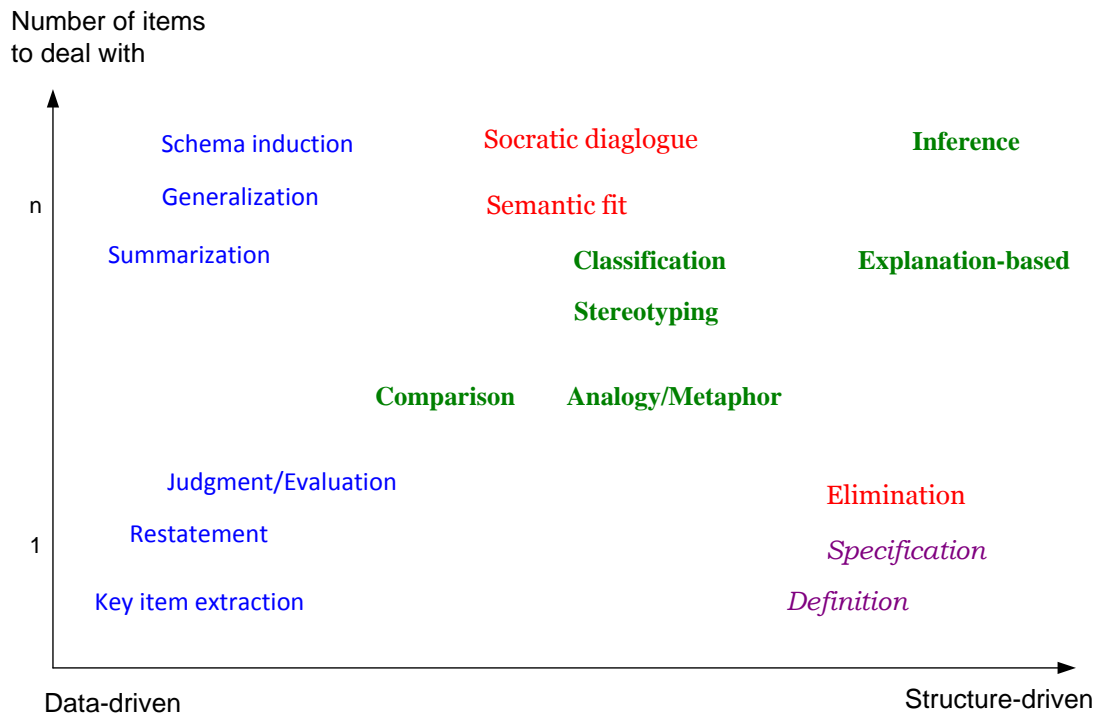 Number of items
to deal with
Schema induction
Socratic diaglogue
Inference
Generalization
n
Semantic fit
Summarization
Classification
Explanation-based
Stereotyping
Comparison
Analogy/Metaphor
Judgment/Evaluation
Elimination
Restatement
1
Specification
Key item extraction
Definition
Data-driven
Structure-driven